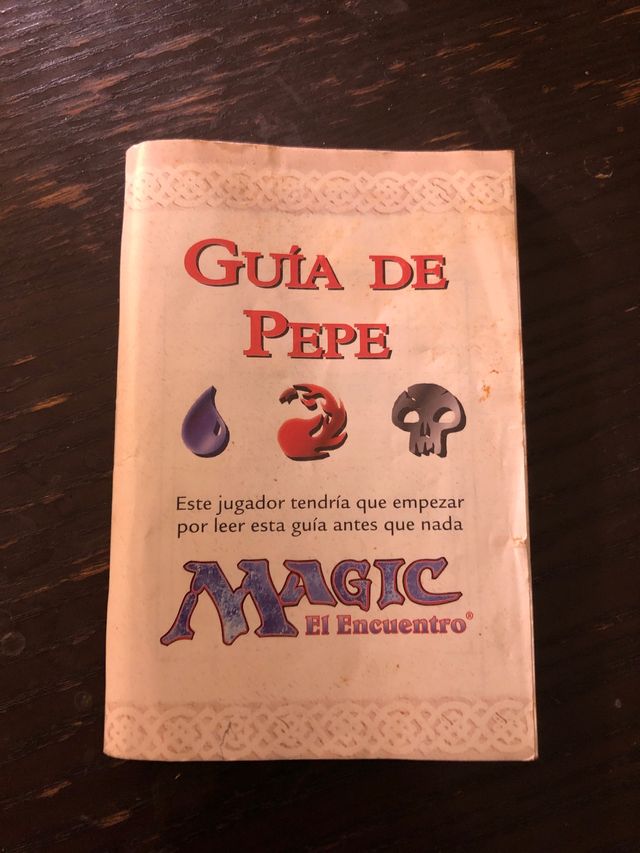 GUÍA DE
PEPE
Este jugador tendría que empezar
por leer esta guía antes que nada
MAGIC
El Encuentro®